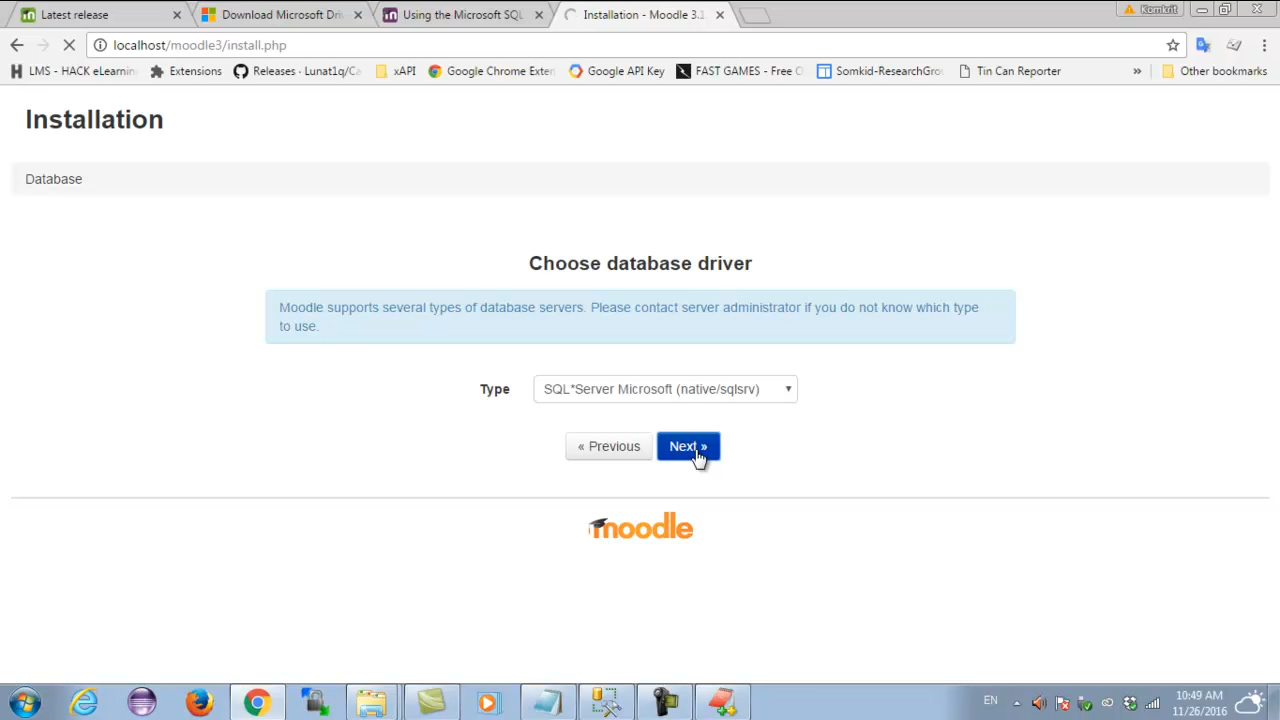 Latest release
Download Microsoft Dri
Using the Microsoft SQL
Installation - Moodle 3.1
Komkrit
localhost/moodle3/install.php
LMS - HACK eLearnin
Extensions
Releases · Lunat1q/Ca
xAPI
Google Chrome Exten
Google API Key
FAST GAMES - Free O
Somkid-ResearchGro
Tin Can Reporter
»
Other bookmarks
Installation
Database
Choose database driver
Moodle supports several types of database servers. Please contact server administrator if you do not know which type
to use.
Type
SQL*Server Microsoft (native/sqlsrv)
« Previous
Next »
moodle
EN
10:49 AM
11/26/2016